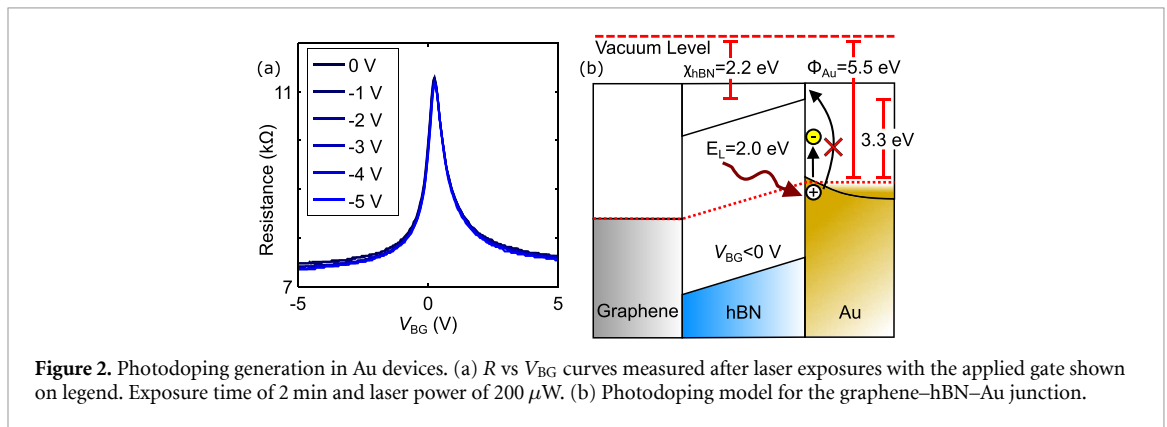 (a)
0 V
-1 V
-2 V
-3 V
-4 V
-5 V
Resistance (kΩ)
11
7
-5
0
5
V_BG (V)
(b)
Vacuum Level
χhBN=2.2 eV
ΦAu=5.5 eV
3.3 eV
E_L=2.0 eV
-
+
V_BG<0 V
Graphene
hBN
Au
Figure 2. Photodoping generation in Au devices. (a) R vs V_BG curves measured after laser exposures with the applied gate shown
on legend. Exposure time of 2 min and laser power of 200 μW. (b) Photodoping model for the graphene–hBN–Au junction.